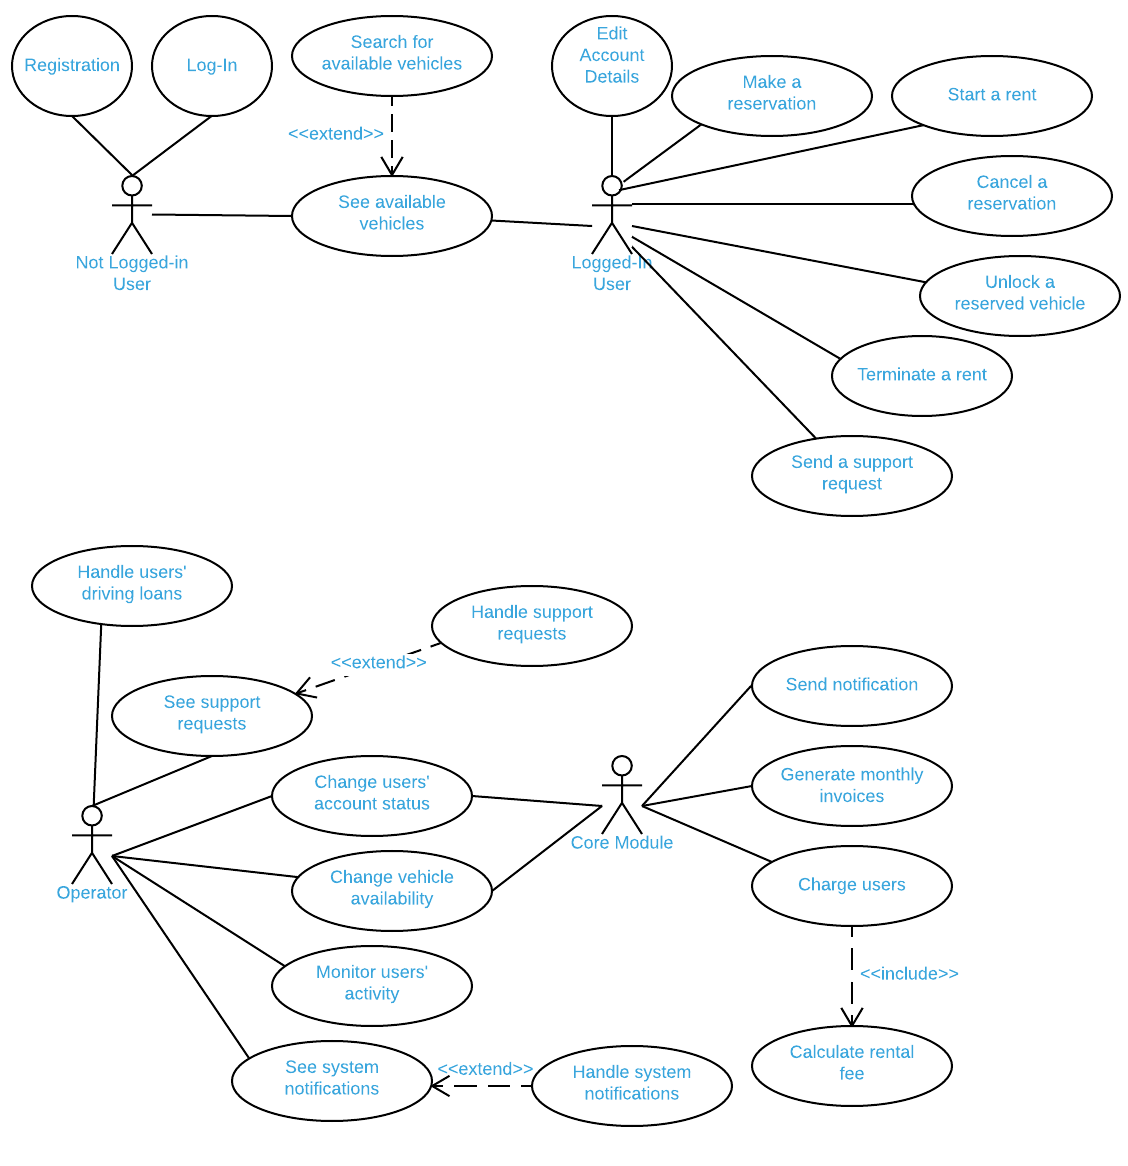 Registration
Log-In
Search for
available vehicles
Edit
Account
Details
Make a
reservation
Start a rent
<<extend>>
Cancel a
reservation
See available
vehicles
Not Logged-in
User
Logged-In
User
Unlock a
reserved vehicle
Terminate a rent
Send a support
request
Handle users'
driving loans
Handle support
requests
<<extend>>
See support
requests
Send notification
Change users'
account status
Generate monthly
invoices
Core Module
Operator
Change vehicle
availability
Charge users
Monitor users'
activity
<<include>>
See system
notifications
<<extend>>
Handle system
notifications
Calculate rental
fee